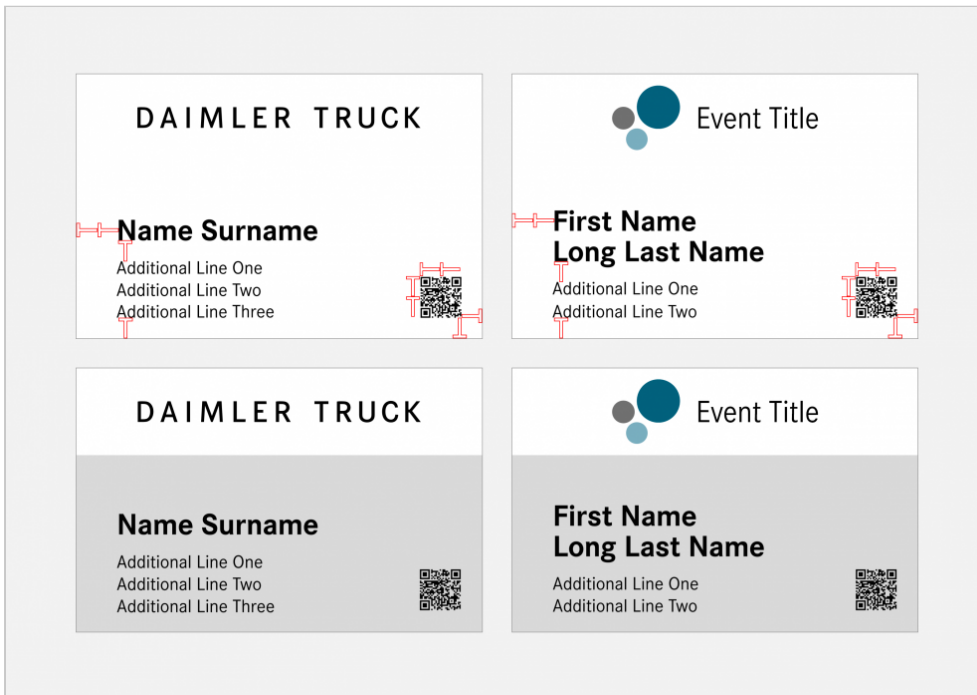 DAIMLER TRUCK
Name Surname
Additional Line One
Additional Line Two
Additional Line Three
Event Title
First Name
Long Last Name
Additional Line One
Additional Line Two
DAIMLER TRUCK
Name Surname
Additional Line One
Additional Line Two
Additional Line Three
Event Title
First Name
Long Last Name
Additional Line One
Additional Line Two